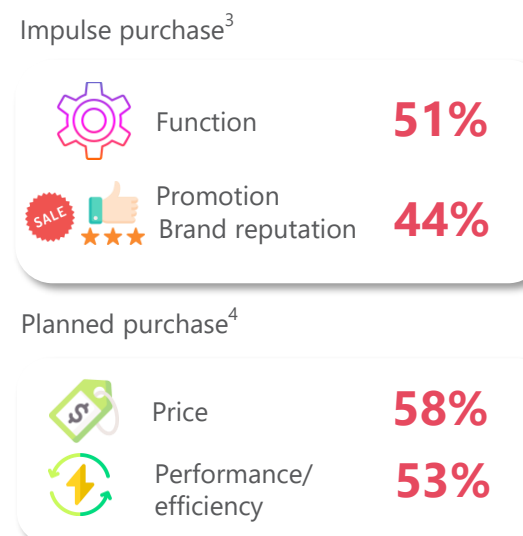 Impulse purchase³
Function 51%
SALE
Promotion
Brand reputation 44%
Planned purchase⁴
$
Price 58%
Performance/
efficiency 53%